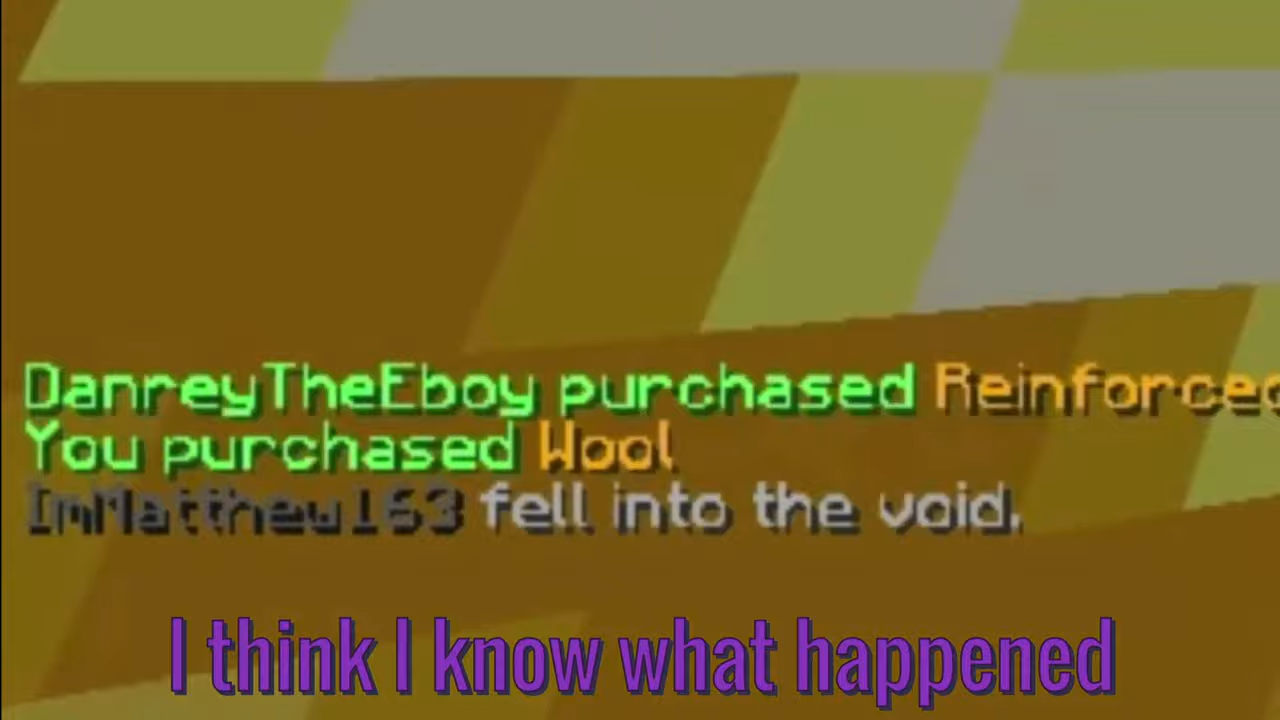 DanreyTheEboy purchased Reinforced
You purchased Wool
ImMatthew163 fell into the void.
I think I know what happened